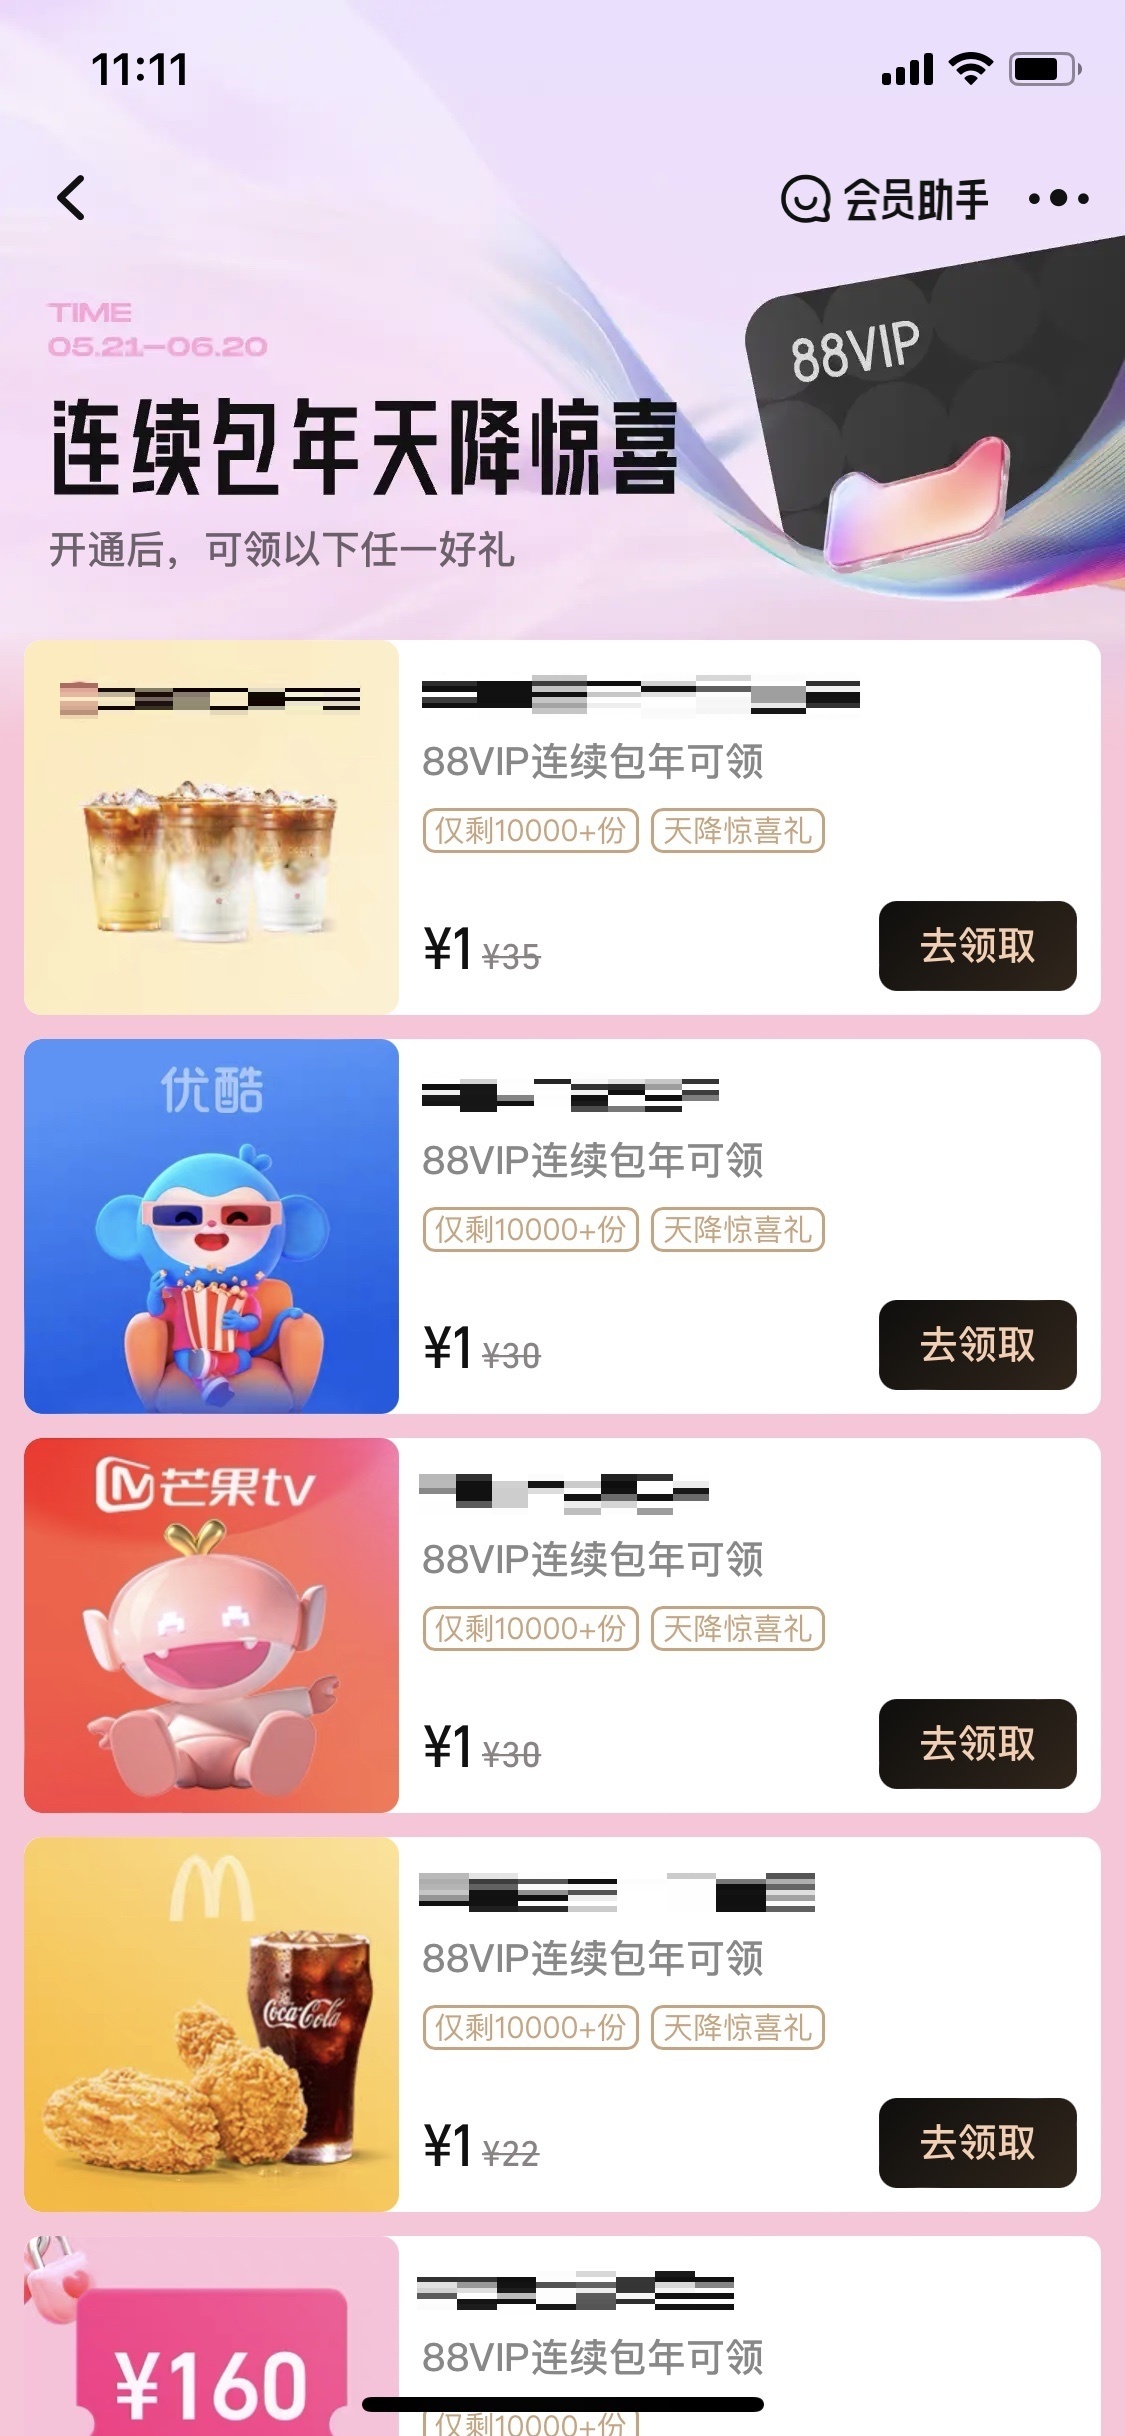 11:11
会员助手
TIME
05.21—06.20
连续包年天降惊喜
开通后，可领以下任一好礼
88VIP
88VIP连续包年可领
仅剩10000+份 天降惊喜礼
¥1 ¥35
去领取
优酷
88VIP连续包年可领
仅剩10000+份 天降惊喜礼
¥1 ¥30
去领取
芒果tv
88VIP连续包年可领
仅剩10000+份 天降惊喜礼
¥1 ¥30
去领取
Coca-Cola
88VIP连续包年可领
仅剩10000+份 天降惊喜礼
¥1 ¥22
去领取
¥160
88VIP连续包年可领
仅剩10000+份